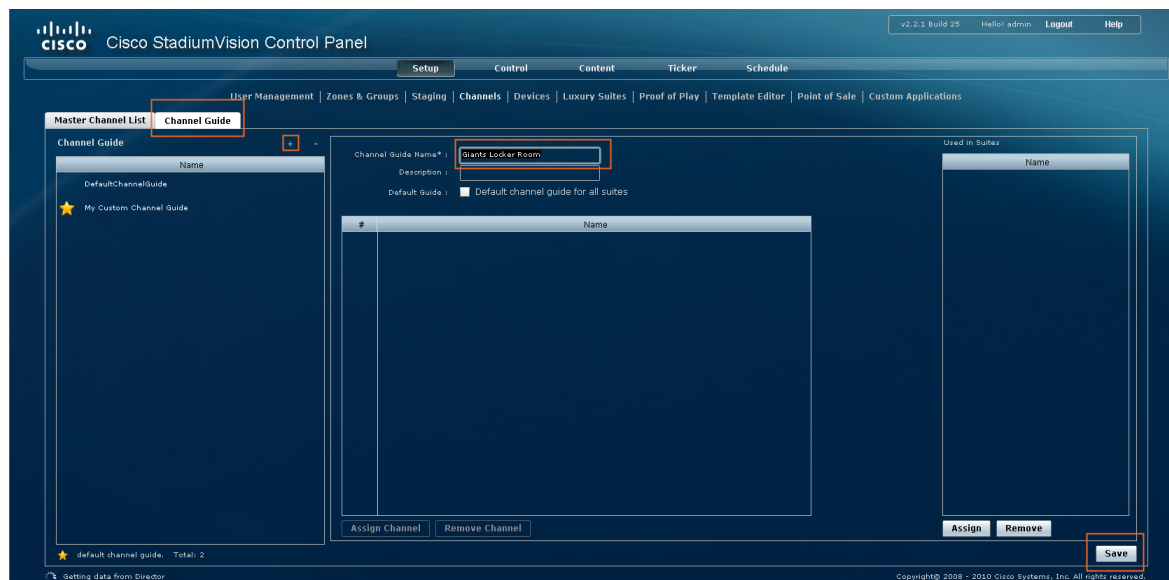 v2.2.1 Build 25 Hello! admin Logout Help
CISCO Cisco StadiumVision Control Panel
Setup Control Content Ticker Schedule
User Management | Zones & Groups | Staging | Channels | Devices | Luxury Suites | Proof of Play | Template Editor | Point of Sale | Custom Applications
Master Channel List Channel Guide
Channel Guide + -
Name
DefaultChannelGuide
My Custom Channel Guide
default channel guide. Total: 2
Channel Guide Name* : Giants Locker Room
Description :
Default Guide : Default channel guide for all suites
# Name
Assign Channel Remove Channel
Used in Suites
Name
Assign Remove
Save
Getting data from Director
Copyright© 2008 - 2010 Cisco Systems, Inc. All rights reserved.